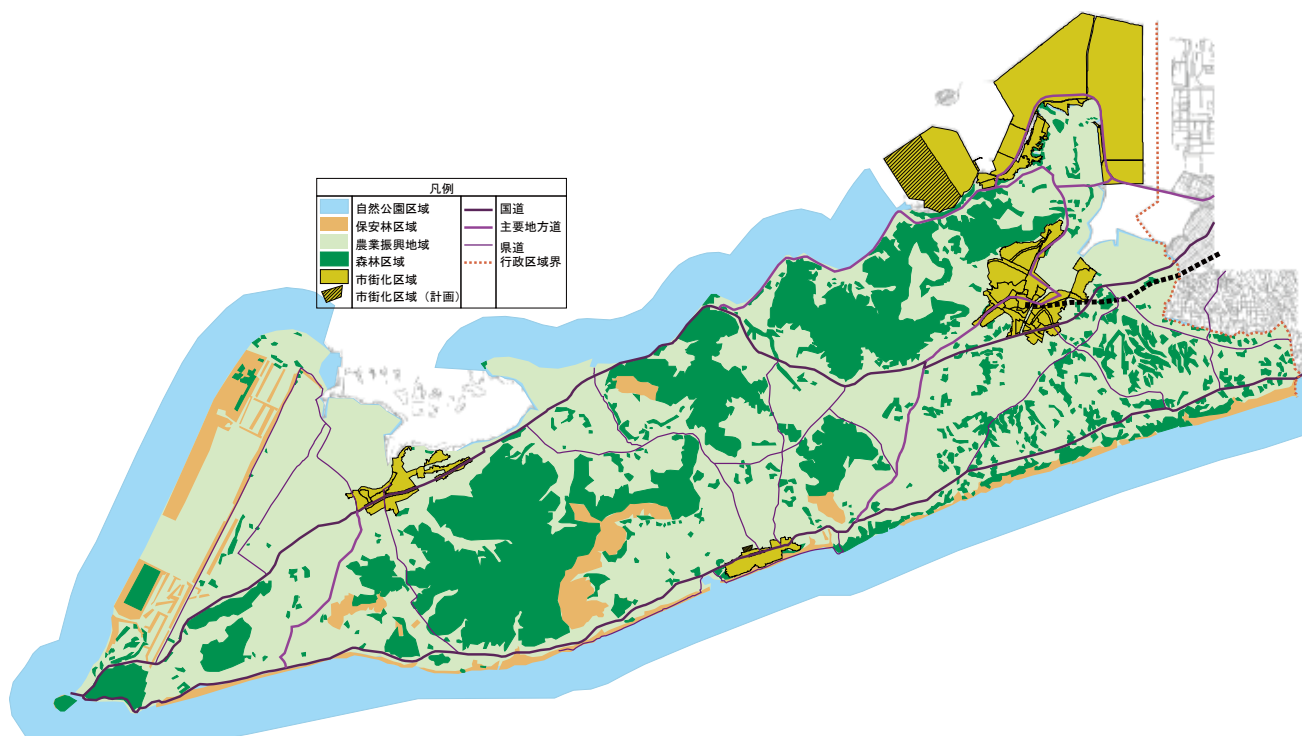 凡例
自然公園区域
保安林区域
農業振興地域
森林区域
市街化区域
市街化区域（計画）
国道
主要地方道
県道
行政区域界